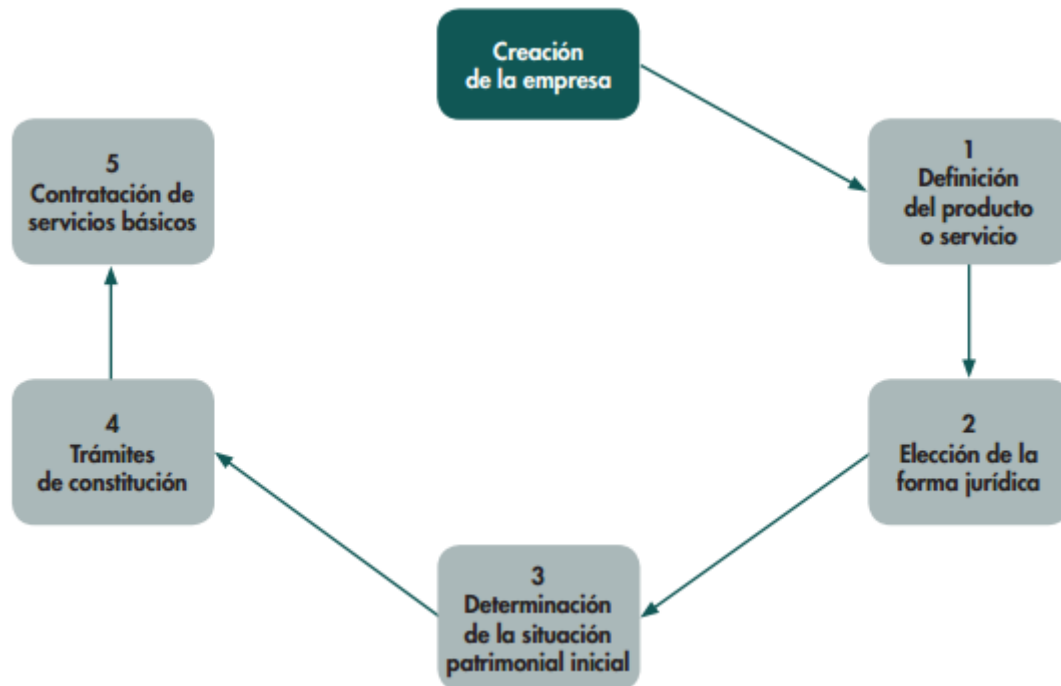 Creación
de la empresa
1
Definición
del producto
o servicio
2
Elección de la
forma jurídica
3
Determinación
de la situación
patrimonial inicial
4
Trámites
de constitución
5
Contratación de
servicios básicos